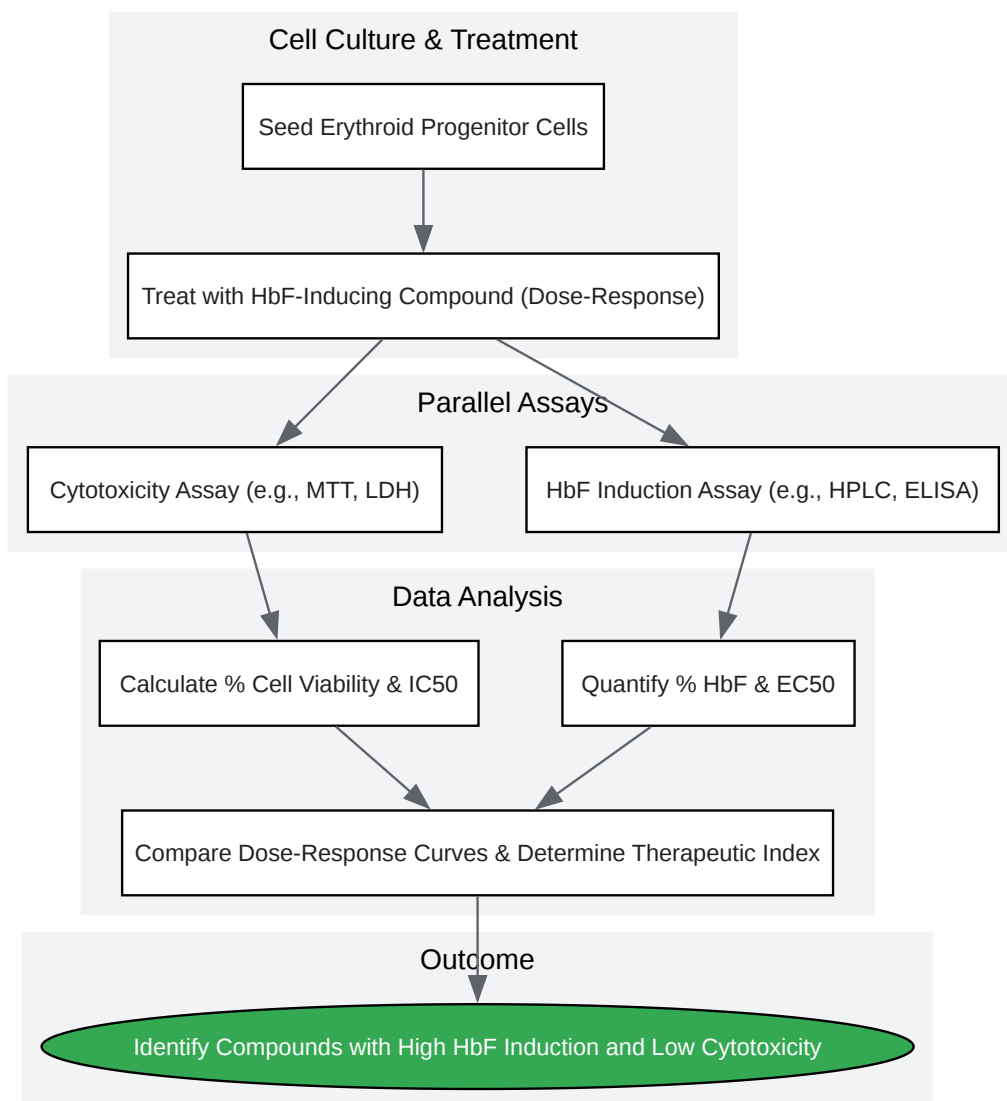 Cell Culture & Treatment
Seed Erythroid Progenitor Cells
Treat with HbF-Inducing Compound (Dose-Response)
Parallel Assays
Cytotoxicity Assay (e.g., MTT, LDH)
HbF Induction Assay (e.g., HPLC, ELISA)
Data Analysis
Calculate % Cell Viability & IC50
Quantify % HbF & EC50
Compare Dose-Response Curves & Determine Therapeutic Index
Outcome
Identify Compounds with High HbF Induction and Low Cytotoxicity